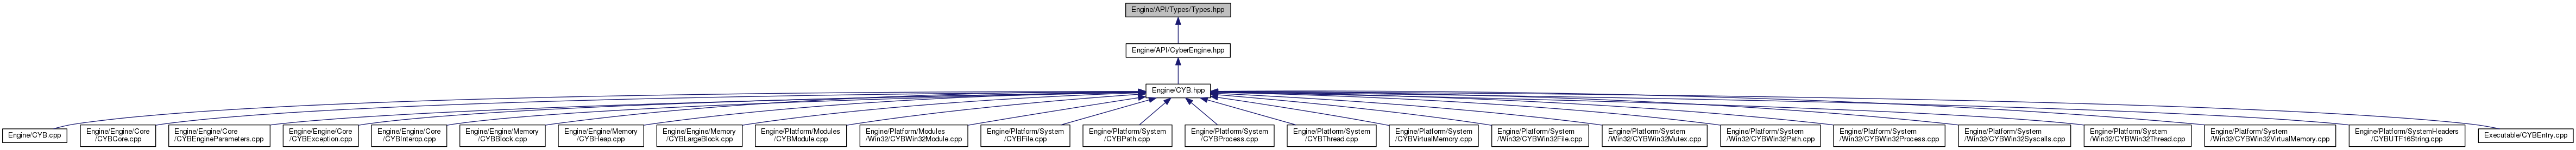 Engine/API/Types/Types.hpp
Engine/API/CyberEngine.hpp
Engine/CYB.hpp
Engine/CYB.cpp
Engine/Engine/Core
/CYBCore.cpp
Engine/Engine/Core
/CYBEngineParameters.cpp
Engine/Engine/Core
/CYBException.cpp
Engine/Engine/Core
/CYBInterop.cpp
Engine/Engine/Memory
/CYBBlock.cpp
Engine/Engine/Memory
/CYBHeap.cpp
Engine/Engine/Memory
/CYBLargeBlock.cpp
Engine/Platform/Modules
/CYBModule.cpp
Engine/Platform/Modules
/Win32/CYBWin32Module.cpp
Engine/Platform/System
/CYBFile.cpp
Engine/Platform/System
/CYBPath.cpp
Engine/Platform/System
/CYBProcess.cpp
Engine/Platform/System
/CYBThread.cpp
Engine/Platform/System
/CYBVirtualMemory.cpp
Engine/Platform/System
/Win32/CYBWin32File.cpp
Engine/Platform/System
/Win32/CYBWin32Mutex.cpp
Engine/Platform/System
/Win32/CYBWin32Path.cpp
Engine/Platform/System
/Win32/CYBWin32Process.cpp
Engine/Platform/System
/Win32/CYBWin32Syscalls.cpp
Engine/Platform/System
/Win32/CYBWin32Thread.cpp
Engine/Platform/System
/Win32/CYBWin32VirtualMemory.cpp
Engine/Platform/SystemHeaders
/CYBUTF16String.cpp
Executable/CYBEntry.cpp